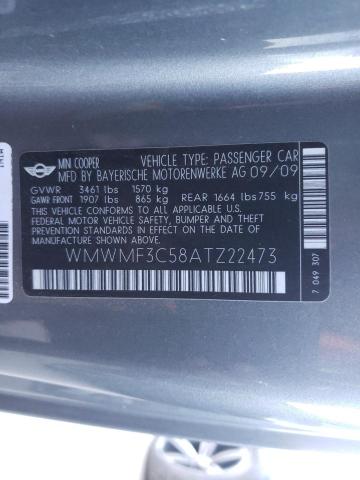 MINI COOPER VEHICLE TYPE: PASSENGER CAR
MFD BY BAYERISCHE MOTORENWERKE AG 09/09
GVWR 3461 lbs 1570 kg
GAWR FRONT 1907 lbs 865 kg REAR 1664 lbs 755 kg
THIS VEHICLE CONFORMS TO ALL APPLICABLE U.S.
FEDERAL MOTOR VEHICLE SAFETY, BUMPER, AND
THEFT PREVENTION STANDARDS IN EFFECT ON
THE DATE OF MANUFACTURE SHOWN ABOVE.
WMWMF3C58ATZ22473
7 049 307